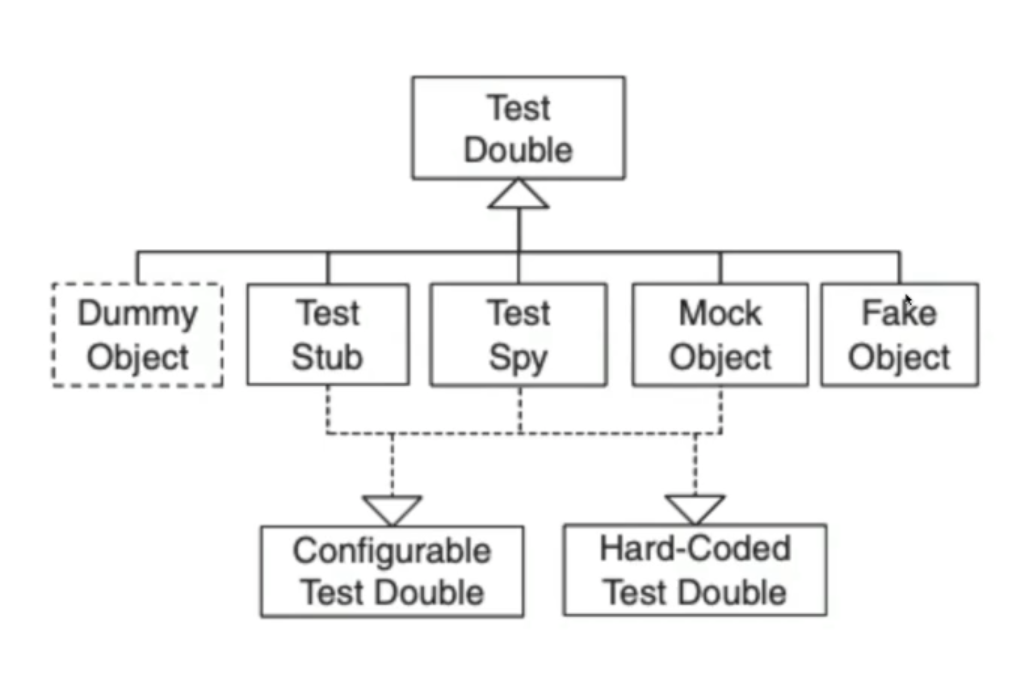 Test
Double
Dummy
Object
Test
Stub
Test
Spy
Mock
Object
Fake
Object
Configurable
Test Double
Hard-Coded
Test Double